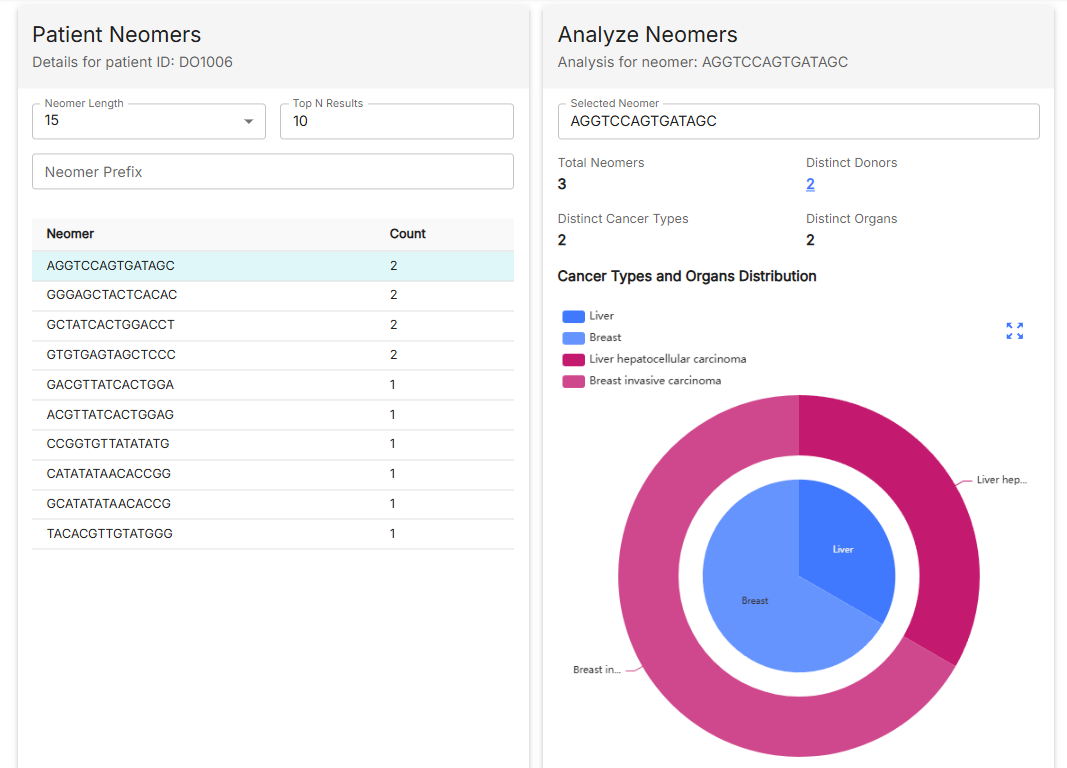 Patient Neomers
Details for patient ID: DO1006
Neomer Length
15
Top N Results
10
Neomer Prefix
Neomer Count
AGGTCCAGTGATAGC 2
GGGAGCTACTCACAC 2
GCTATCACTGGACCT 2
GTGTGAGTAGCTCCC 2
GACGTTATCACTGGA 1
ACGTTATCACTGGAG 1
CCGGTGTTATATATG 1
CATATATAACACCGG 1
GCATATATAACACCG 1
TACACGTTGTATGGG 1
Analyze Neomers
Analysis for neomer: AGGTCCAGTGATAGC
Selected Neomer
AGGTCCAGTGATAGC
Total Neomers
3
Distinct Donors
2
Distinct Cancer Types
2
Distinct Organs
2
Cancer Types and Organs Distribution
Liver
Breast
Liver hepatocellular carcinoma
Breast invasive carcinoma
Liver hep...
Liver
Breast
Breast in...